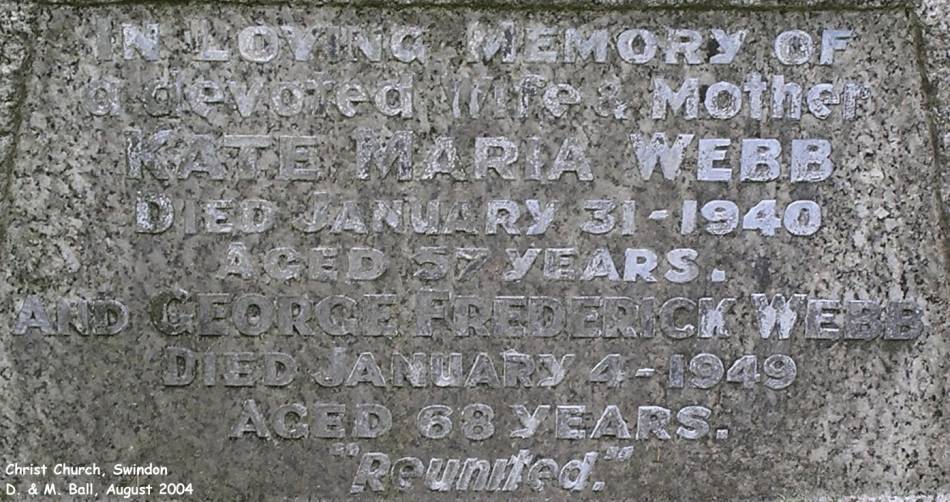 IN LOVING MEMORY OF
a devoted Wife & Mother
KATE MARIA WEBB
DIED JANUARY 31-1940
AGED 57 YEARS.
AND GEORGE FREDERICK WEBB
DIED JANUARY 4-1949
AGED 68 YEARS.
"Reunited."
Christ Church, Swindon
D. & M. Ball, August 2004